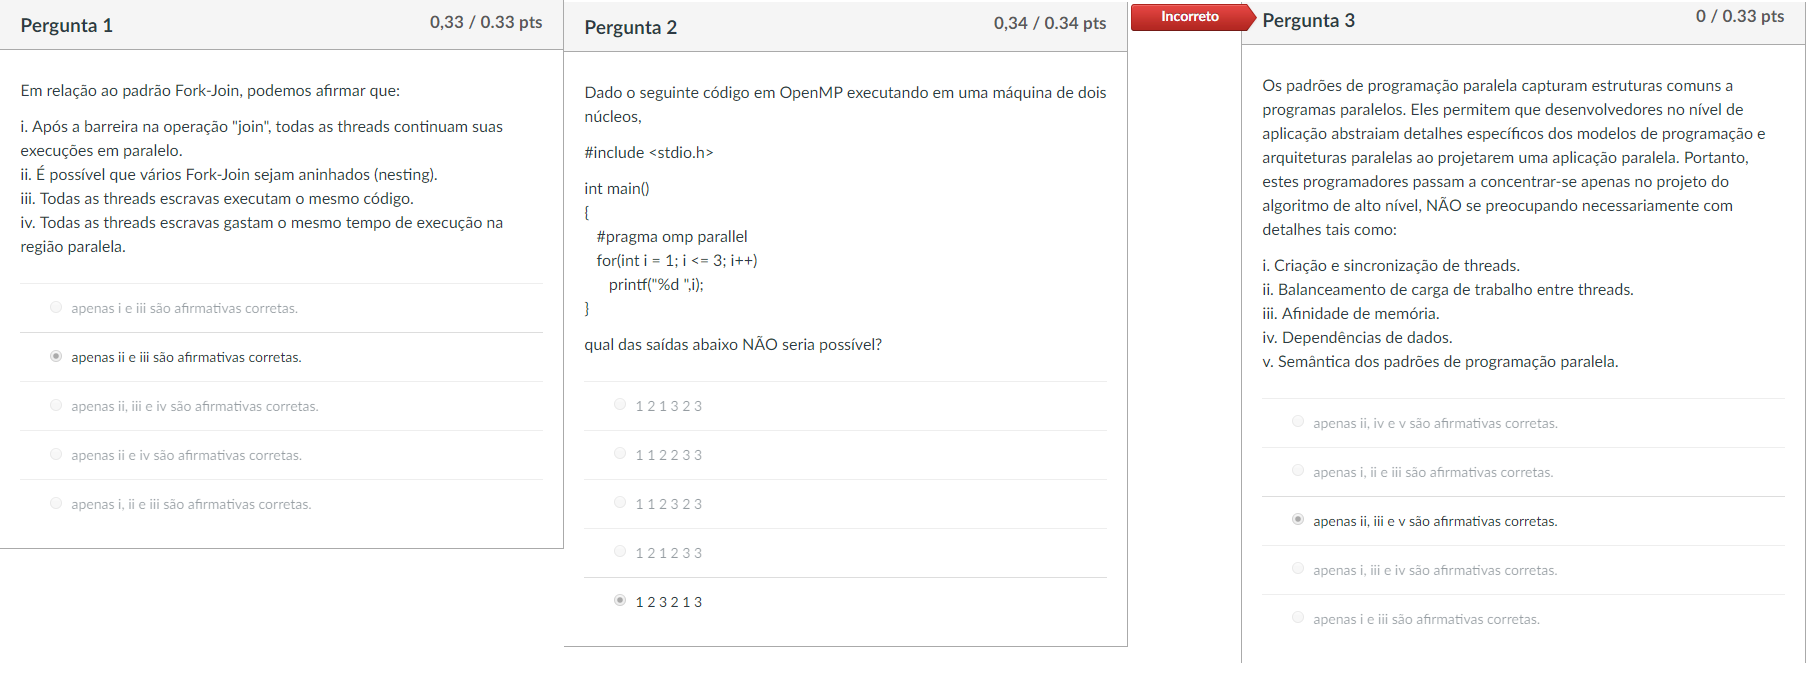 Pergunta 1
0,33 / 0.33 pts
Em relação ao padrão Fork-Join, podemos afirmar que:
i. Após a barreira na operação "join", todas as threads continuam suas
execuções em paralelo.
ii. É possível que vários Fork-Join sejam aninhados (nesting).
iii. Todas as threads escravas executam o mesmo código.
iv. Todas as threads escravas gastam o mesmo tempo de execução na
região paralela.
apenas i e iii são afirmativas corretas.
apenas ii e iii são afirmativas corretas.
apenas ii, iii e iv são afirmativas corretas.
apenas ii e iv são afirmativas corretas.
apenas i, ii e iii são afirmativas corretas.
Pergunta 2
0,34 / 0.34 pts
Dado o seguinte código em OpenMP executando em uma máquina de dois
núcleos,
#include <stdio.h>
int main()
{
#pragma omp parallel
for(int i = 1; i <= 3; i++)
printf("%d ",i);
}
qual das saídas abaixo NÃO seria possível?
1 2 1 3 2 3
1 1 2 2 3 3
1 1 2 3 2 3
1 2 1 2 3 3
1 2 3 2 1 3
Incorreto
Pergunta 3
0 / 0.33 pts
Os padrões de programação paralela capturam estruturas comuns a
programas paralelos. Eles permitem que desenvolvedores no nível de
aplicação abstraiam detalhes específicos dos modelos de programação e
arquiteturas paralelas ao projetarem uma aplicação paralela. Portanto,
estes programadores passam a concentrar-se apenas no projeto do
algoritmo de alto nível, NÃO se preocupando necessariamente com
detalhes tais como:
i. Criação e sincronização de threads.
ii. Balanceamento de carga de trabalho entre threads.
iii. Afinidade de memória.
iv. Dependências de dados.
v. Semântica dos padrões de programação paralela.
apenas ii, iv e v são afirmativas corretas.
apenas i, ii e iii são afirmativas corretas.
apenas ii, iii e v são afirmativas corretas.
apenas i, iii e iv são afirmativas corretas.
apenas i e iii são afirmativas corretas.